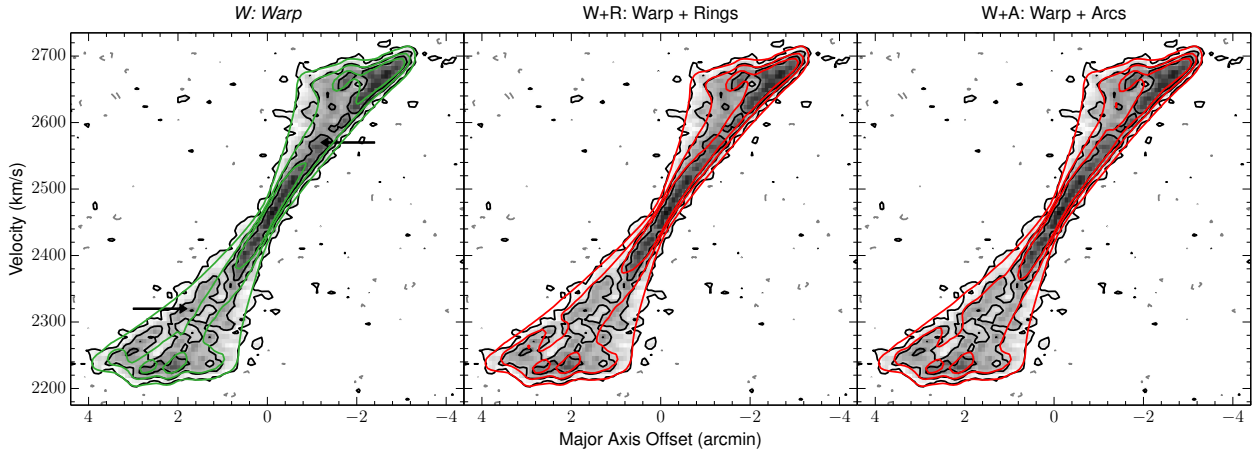 W: Warp
W+R: Warp + Rings
W+A: Warp + Arcs
2700
2600
2500
2400
2300
2200
Velocity (km/s)
4 2 0 −2 −4
4 2 0 −2 −4
4 2 0 −2 −4
Major Axis Offset (arcmin)